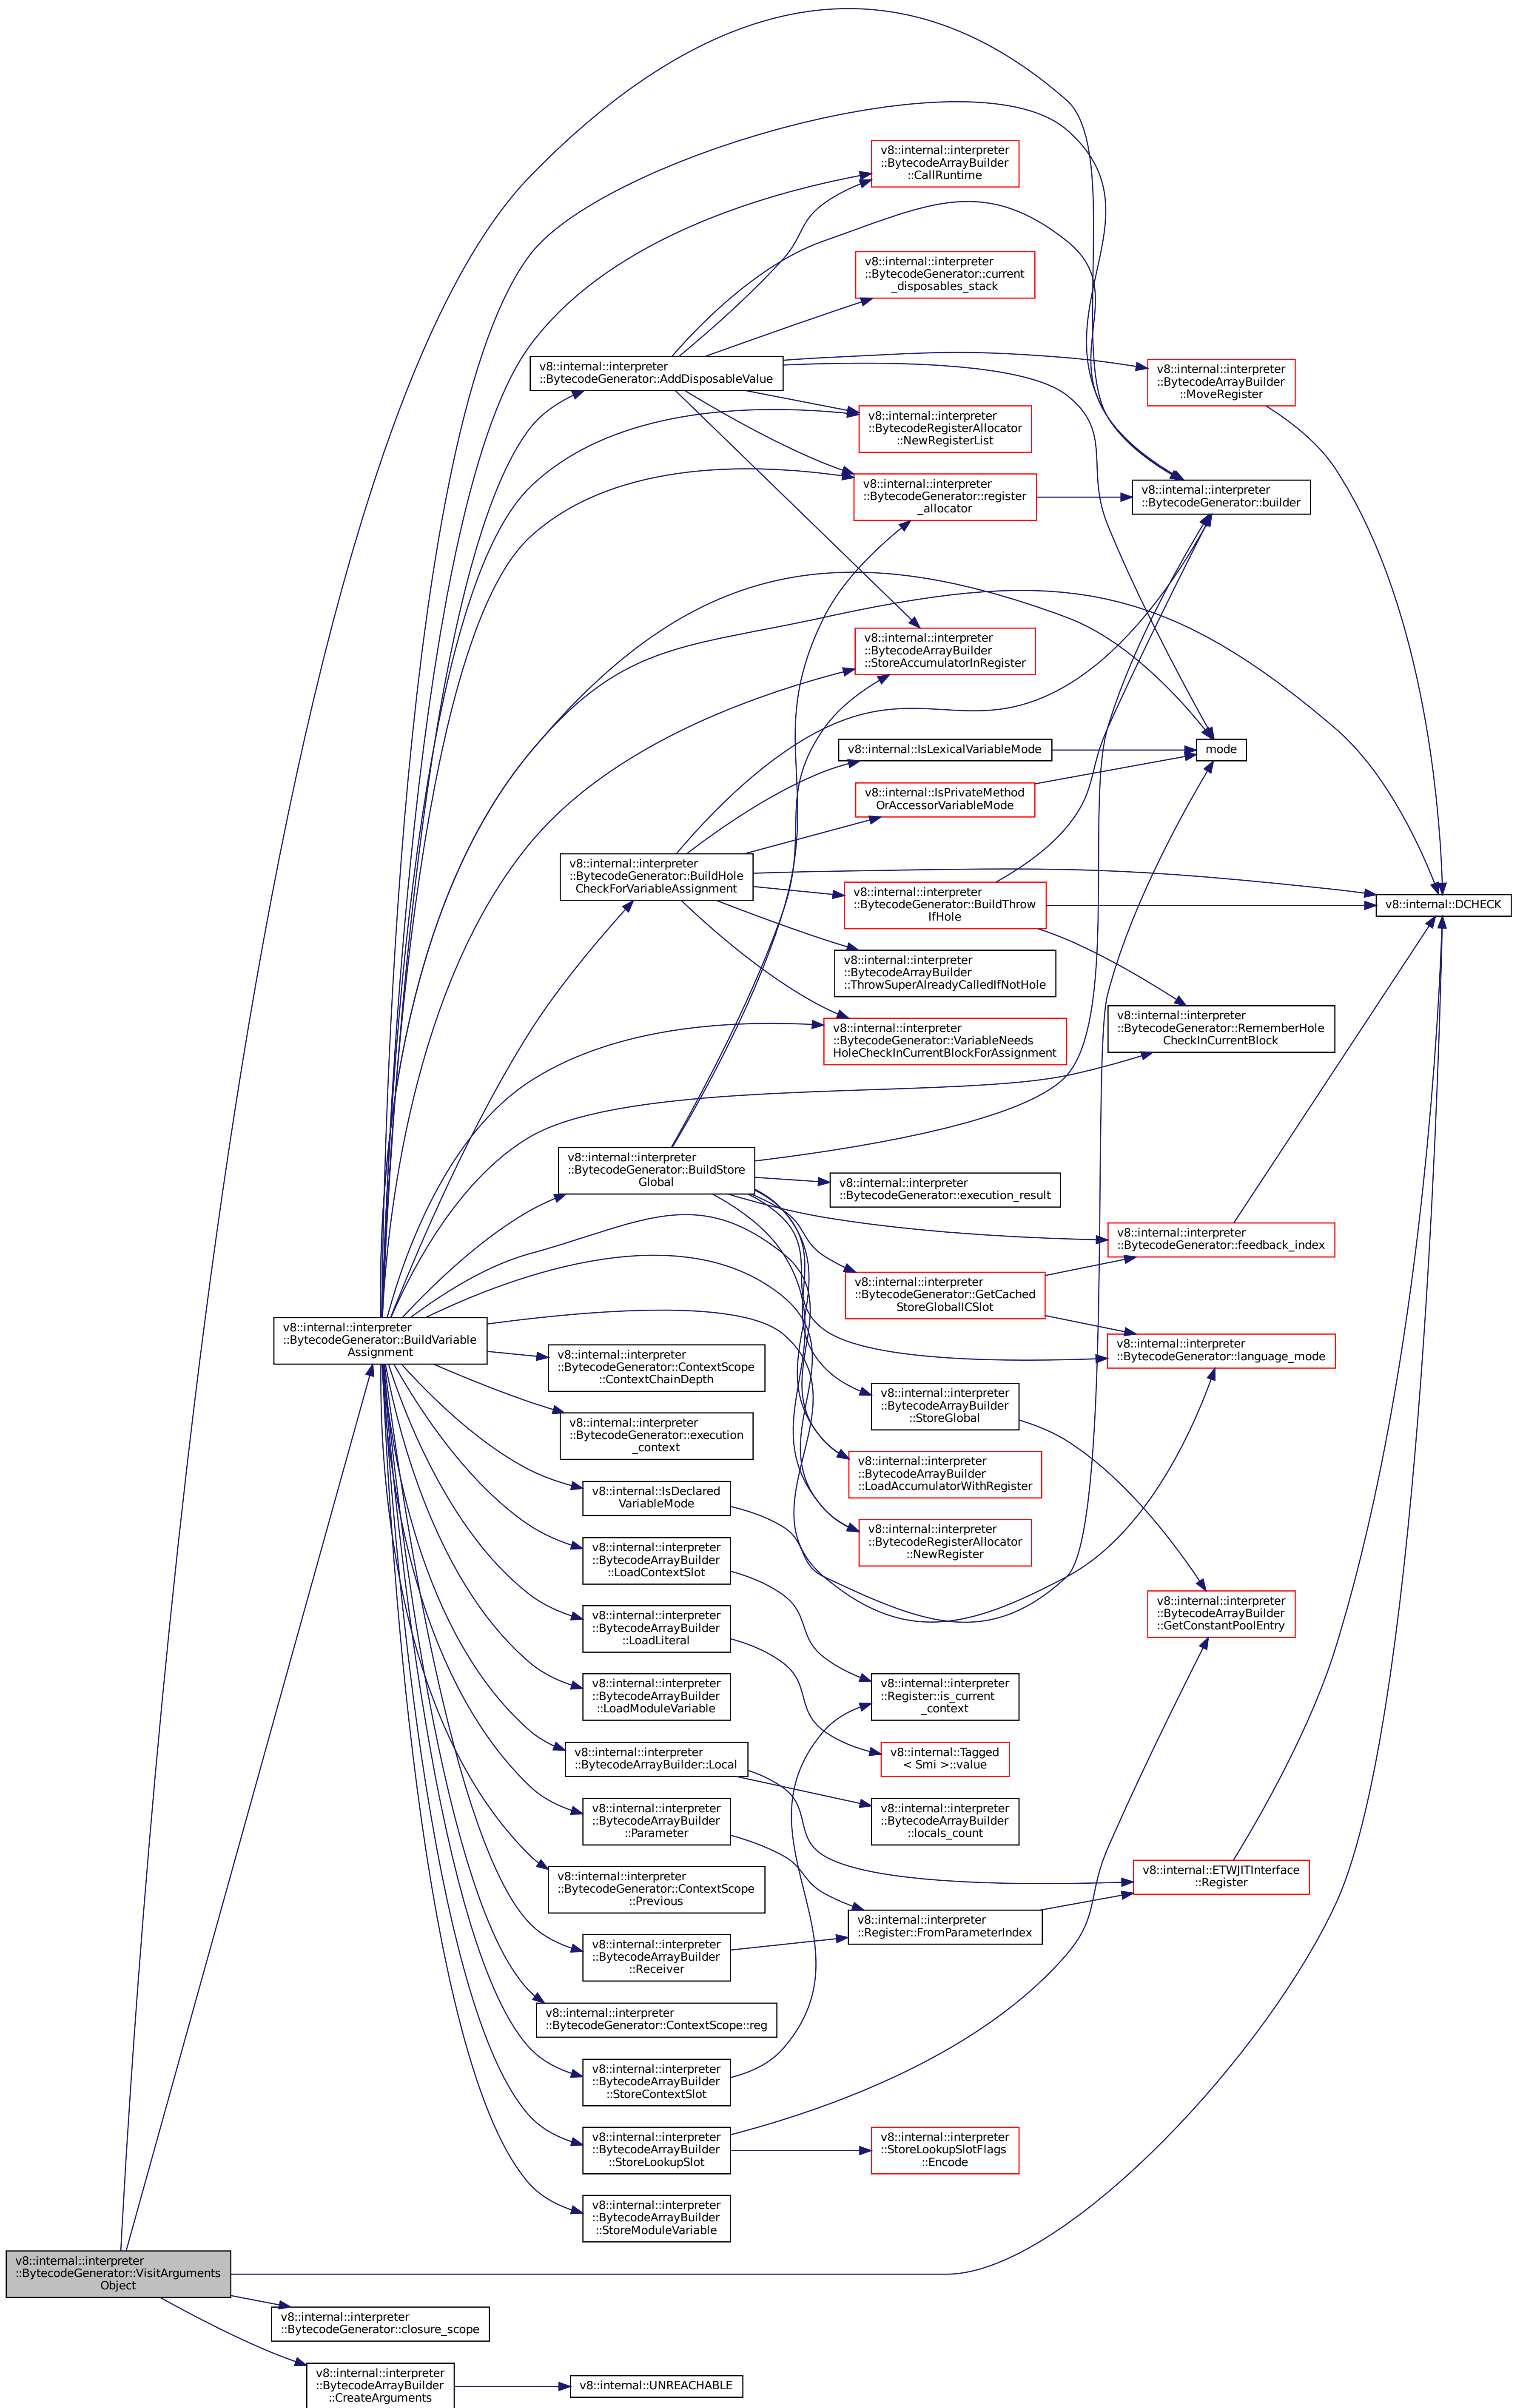 v8::internal::interpreter
::BytecodeArrayBuilder
::CallRuntime
v8::internal::interpreter
::BytecodeGenerator::current
_disposables_stack
v8::internal::interpreter
::BytecodeGenerator::AddDisposableValue
v8::internal::interpreter
::BytecodeArrayBuilder
::MoveRegister
v8::internal::interpreter
::BytecodeRegisterAllocator
::NewRegisterList
v8::internal::interpreter
::BytecodeGenerator::register
_allocator
v8::internal::interpreter
::BytecodeGenerator::builder
v8::internal::interpreter
::BytecodeArrayBuilder
::StoreAccumulatorInRegister
v8::internal::IsLexicalVariableMode
mode
v8::internal::IsPrivateMethod
OrAccessorVariableMode
v8::internal::interpreter
::BytecodeGenerator::BuildHole
CheckForVariableAssignment
v8::internal::interpreter
::BytecodeGenerator::BuildThrow
IfHole
v8::internal::DCHECK
v8::internal::interpreter
::BytecodeArrayBuilder
::ThrowSuperAlreadyCalledIfNotHole
v8::internal::interpreter
::BytecodeGenerator::RememberHole
CheckInCurrentBlock
v8::internal::interpreter
::BytecodeGenerator::VariableNeeds
HoleCheckInCurrentBlockForAssignment
v8::internal::interpreter
::BytecodeGenerator::BuildStore
Global
v8::internal::interpreter
::BytecodeGenerator::execution_result
v8::internal::interpreter
::BytecodeGenerator::feedback_index
v8::internal::interpreter
::BytecodeGenerator::GetCached
StoreGlobalICSlot
v8::internal::interpreter
::BytecodeGenerator::BuildVariable
Assignment
v8::internal::interpreter
::BytecodeGenerator::language_mode
v8::internal::interpreter
::BytecodeGenerator::ContextScope
::ContextChainDepth
v8::internal::interpreter
::BytecodeArrayBuilder
::StoreGlobal
v8::internal::interpreter
::BytecodeGenerator::execution
_context
v8::internal::interpreter
::BytecodeArrayBuilder
::LoadAccumulatorWithRegister
v8::internal::IsDeclared
VariableMode
v8::internal::interpreter
::BytecodeRegisterAllocator
::NewRegister
v8::internal::interpreter
::BytecodeArrayBuilder
::LoadContextSlot
v8::internal::interpreter
::BytecodeArrayBuilder
::GetConstantPoolEntry
v8::internal::interpreter
::BytecodeArrayBuilder
::LoadLiteral
v8::internal::interpreter
::BytecodeArrayBuilder
::LoadModuleVariable
v8::internal::interpreter
::Register::is_current
_context
v8::internal::interpreter
::BytecodeArrayBuilder::Local
v8::internal::Tagged
< Smi >::value
v8::internal::interpreter
::BytecodeArrayBuilder
::Parameter
v8::internal::interpreter
::BytecodeArrayBuilder
::locals_count
v8::internal::interpreter
::BytecodeGenerator::ContextScope
::Previous
v8::internal::ETWJITInterface
::Register
v8::internal::interpreter
::Register::FromParameterIndex
v8::internal::interpreter
::BytecodeArrayBuilder
::Receiver
v8::internal::interpreter
::BytecodeGenerator::ContextScope::reg
v8::internal::interpreter
::BytecodeArrayBuilder
::StoreContextSlot
v8::internal::interpreter
::BytecodeArrayBuilder
::StoreLookupSlot
v8::internal::interpreter
::StoreLookupSlotFlags
::Encode
v8::internal::interpreter
::BytecodeArrayBuilder
::StoreModuleVariable
v8::internal::interpreter
::BytecodeGenerator::VisitArguments
Object
v8::internal::interpreter
::BytecodeGenerator::closure_scope
v8::internal::interpreter
::BytecodeArrayBuilder
::CreateArguments
v8::internal::UNREACHABLE